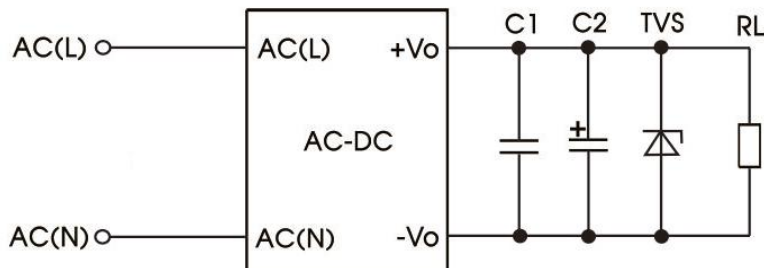 C1 C2 TVS RL
AC(L) AC(L) +Vo
+
AC-DC
AC(N) AC(N) -Vo